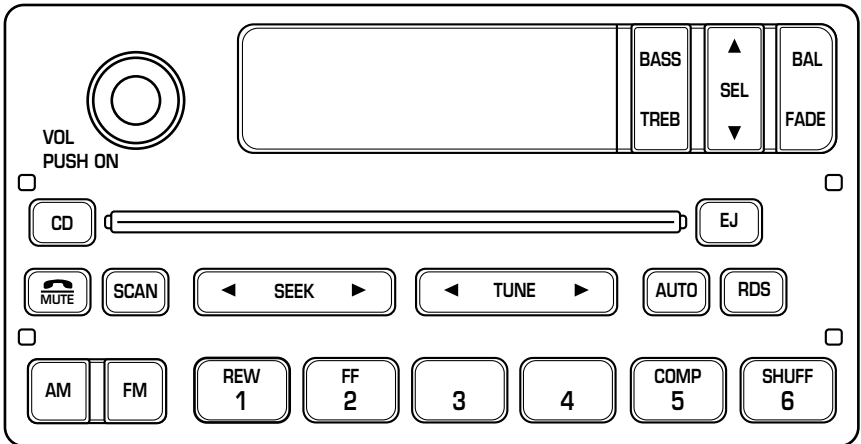 BASS
SEL
BAL
TREB
FADE
VOL
PUSH ON
CD
EJ
MUTE
SCAN
SEEK
TUNE
AUTO
RDS
AM
FM
REW
1
FF
2
3
4
COMP
5
SHUFF
6